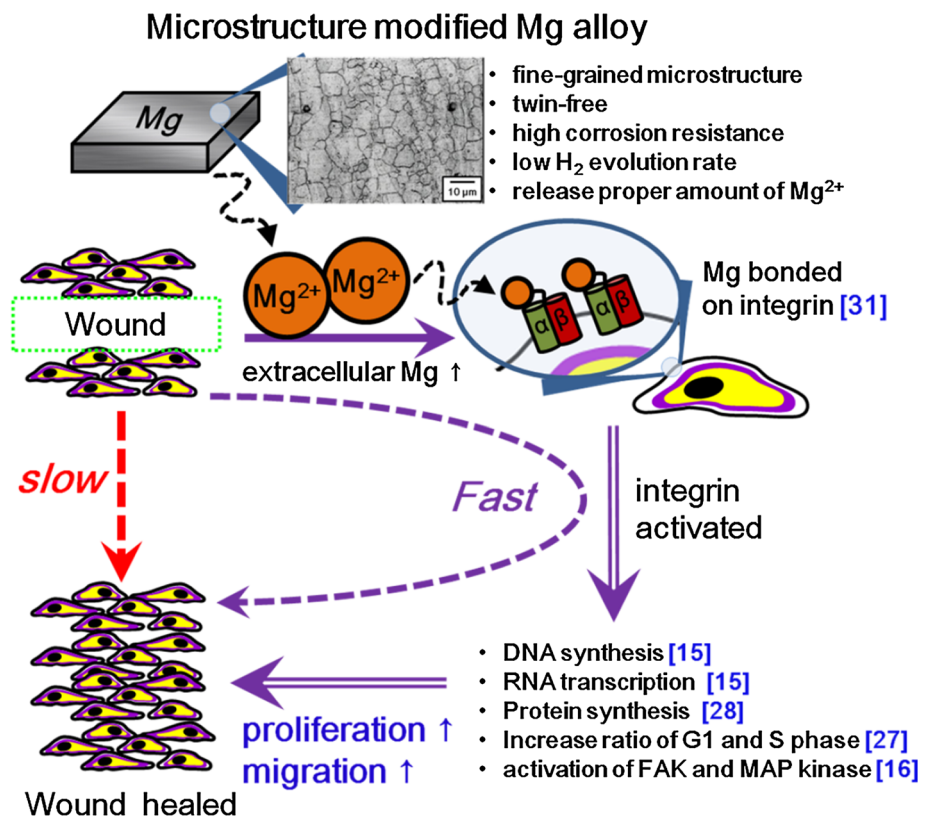 Microstructure modified Mg alloy
Mg
10 μm
• fine-grained microstructure
• twin-free
• high corrosion resistance
• low H₂ evolution rate
• release proper amount of Mg²⁺
Wound
Mg²⁺ Mg²⁺
extracellular Mg ↑
α β α β
Mg bonded
on integrin [31]
slow
Fast
integrin
activated
• DNA synthesis [15]
• RNA transcription [15]
• Protein synthesis [28]
• Increase ratio of G1 and S phase [27]
• activation of FAK and MAP kinase [16]
proliferation ↑
migration ↑
Wound healed